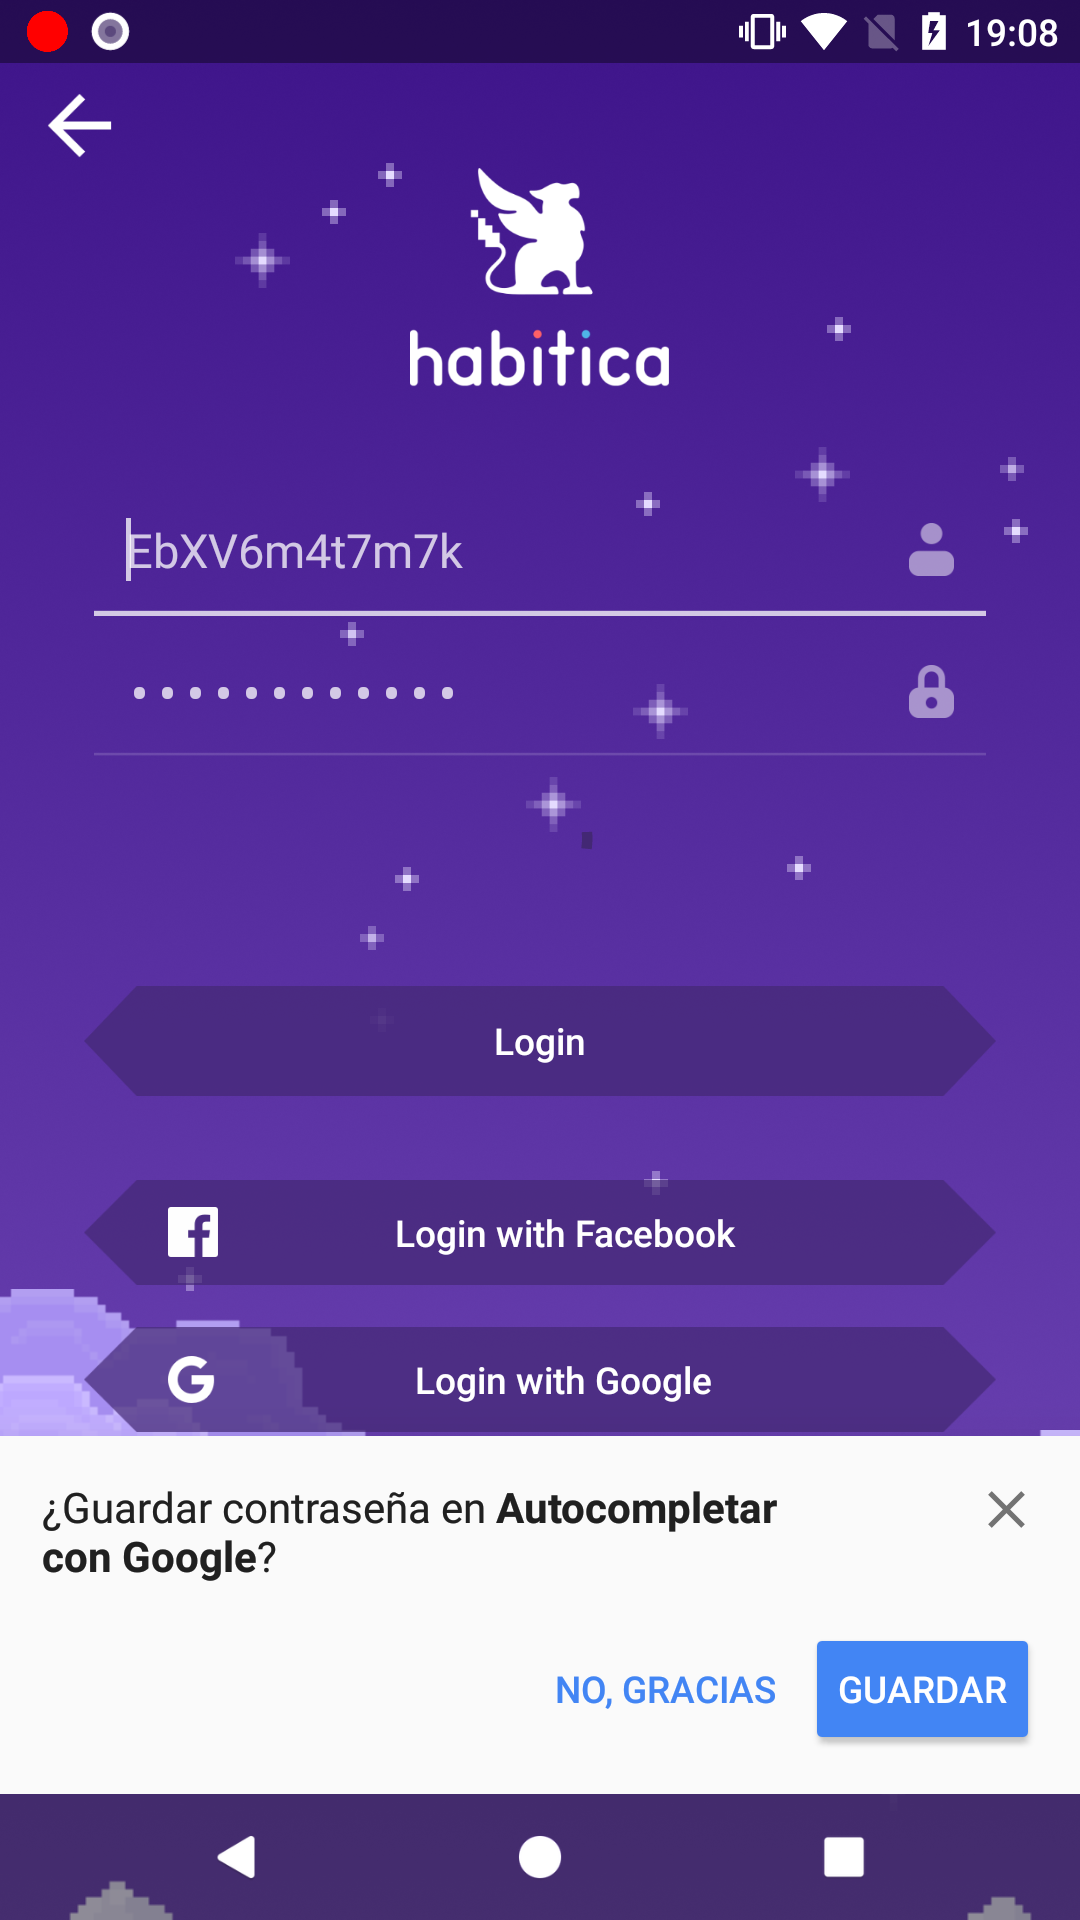 19:08
habitica
EbXV6m4t7m7k
••••••••••••
Login
Login with Facebook
Login with Google
¿Guardar contraseña en Autocompletar
con Google?
NO, GRACIAS
GUARDAR